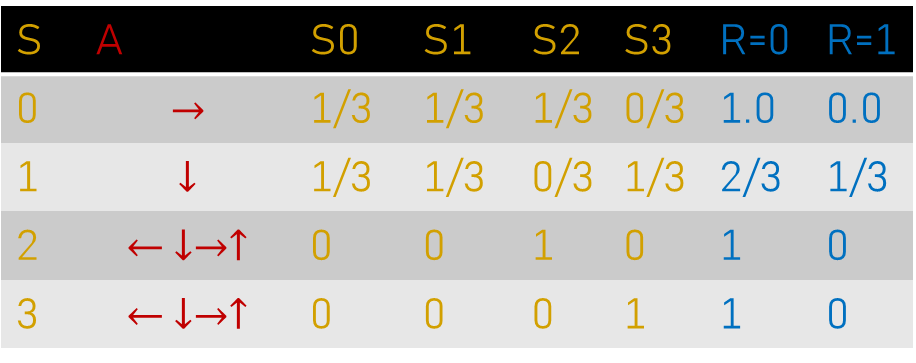 S A S0 S1 S2 S3 R=0 R=1
0 → 1/3 1/3 1/3 0/3 1.0 0.0
1 ↓ 1/3 1/3 0/3 1/3 2/3 1/3
2 ← ↓→↑ 0 0 1 0 1 0
3 ← ↓→↑ 0 0 0 1 1 0